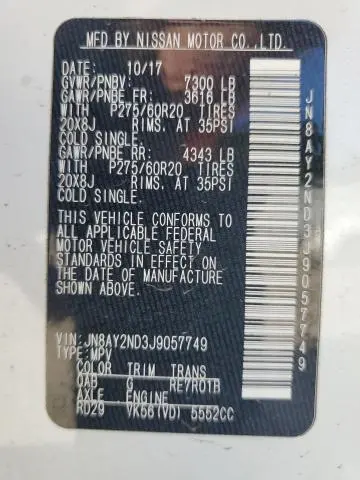 MFD BY NISSAN MOTOR CO.,LTD.
DATE: 10/17
GVWR/PNBV: 7300 LB
GAWR/PNBE FR: 3618 LB
WITH P275/60R20 TIRES
20X8J RIMS. AT 35PSI
COLD SINGLE.
GAWR/PNBE RR: 4343 LB
WITH P275/60R20 TIRES
20X8J RIMS. AT 35PSI
COLD SINGLE.
THIS VEHICLE CONFORMS TO
ALL APPLICABLE FEDERAL
MOTOR VEHICLE SAFETY
STANDARDS IN EFFECT ON
THE DATE OF MANUFACTURE
SHOWN ABOVE.
VIN: JN8AY2ND3J9057749
TYPE: MPV
COLOR TRIM TRANS
QAB G RE7R01B
AXLE ENGINE
RD29 VK56(VD) 5552CC
JN8AY2ND3J9057749